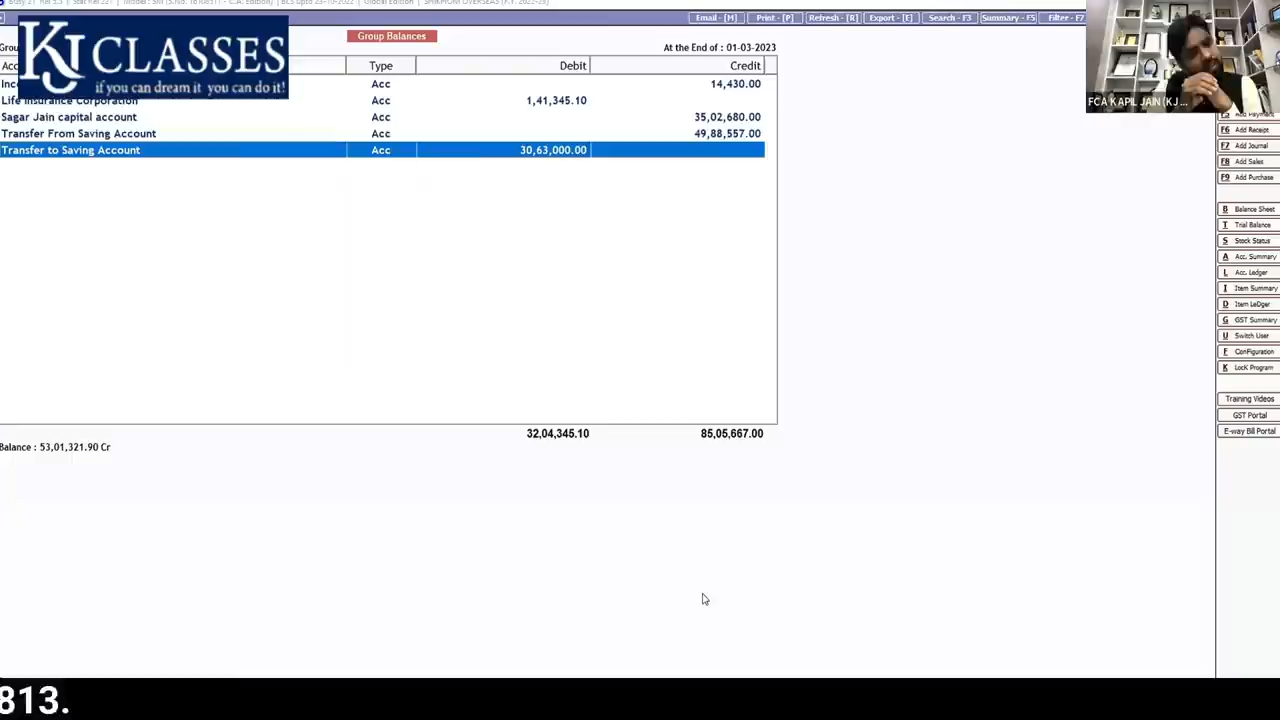 Email - [M] Print - [P] Refresh - [R] Export - [E] Search - F3 Summary - F5 Filter - F7
KJ CLASSES
if you can dream it you can do it!
Group Balances
At the End of : 01-03-2023
Type Debit Credit
Acc 14,430.00
Life Insurance Corporation Acc 1,41,345.10
Sagar Jain capital account Acc 35,02,680.00
Transfer From Saving Account Acc 49,88,557.00
Transfer to Saving Account Acc 30,63,000.00
32,04,345.10 85,05,667.00
Balance : 53,01,321.90 Cr
FCA KAPIL JAIN (KJ ...
F5 Add Payment
F6 Add Receipt
F7 Add Journal
F8 Add Sales
F9 Add Purchase
B Balance Sheet
T Trial Balance
S Stock Status
A Acc. Summary
L Acc. Ledger
I Item Summary
D Item LeDger
G GST Summary
U Switch User
F ConFiguration
K LocK Program
Training Videos
GST Portal
E-way Bill Portal
813.